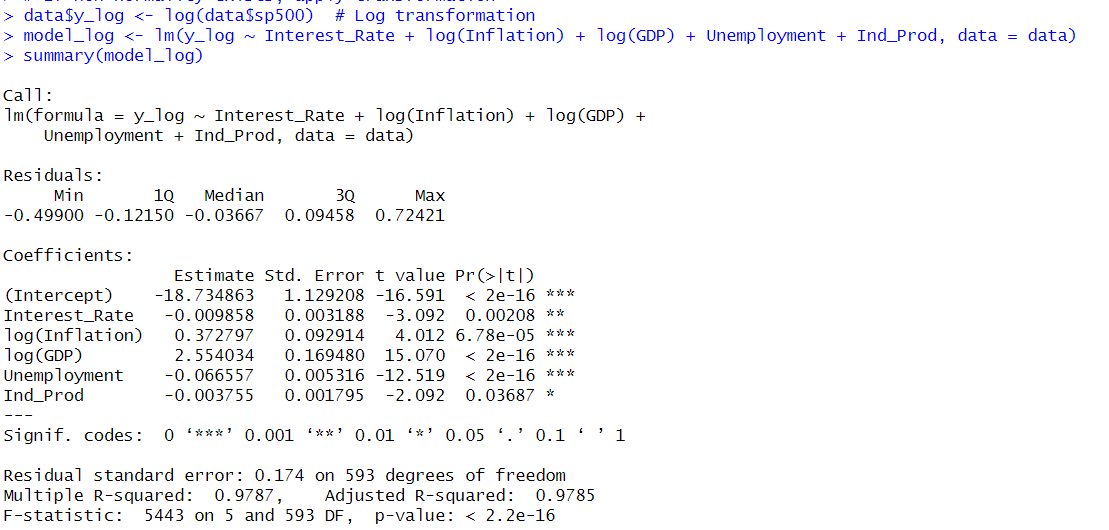 > data$y_log <- log(data$sp500)  # Log transformation
> model_log <- lm(y_log ~ Interest_Rate + log(Inflation) + log(GDP) + Unemployment + Ind_Prod, data = data)
> summary(model_log)

Call:
lm(formula = y_log ~ Interest_Rate + log(Inflation) + log(GDP) +
    Unemployment + Ind_Prod, data = data)

Residuals:
     Min       1Q   Median       3Q      Max
-0.49900 -0.12150 -0.03667  0.09458  0.72421

Coefficients:
                Estimate Std. Error t value Pr(>|t|)
(Intercept)    -18.734863   1.129208 -16.591  < 2e-16 ***
Interest_Rate   -0.009858   0.003188  -3.092  0.00208 **
log(Inflation)   0.372797   0.092914   4.012 6.78e-05 ***
log(GDP)         2.554034   0.169480  15.070  < 2e-16 ***
Unemployment    -0.066557   0.005316 -12.519  < 2e-16 ***
Ind_Prod        -0.003755   0.001795  -2.092  0.03687 *
---
Signif. codes:  0 ‘***’ 0.001 ‘**’ 0.01 ‘*’ 0.05 ‘.’ 0.1 ‘ ’ 1

Residual standard error: 0.174 on 593 degrees of freedom
Multiple R-squared:  0.9787,    Adjusted R-squared:  0.9785
F-statistic:  5443 on 5 and 593 DF,  p-value: < 2.2e-16